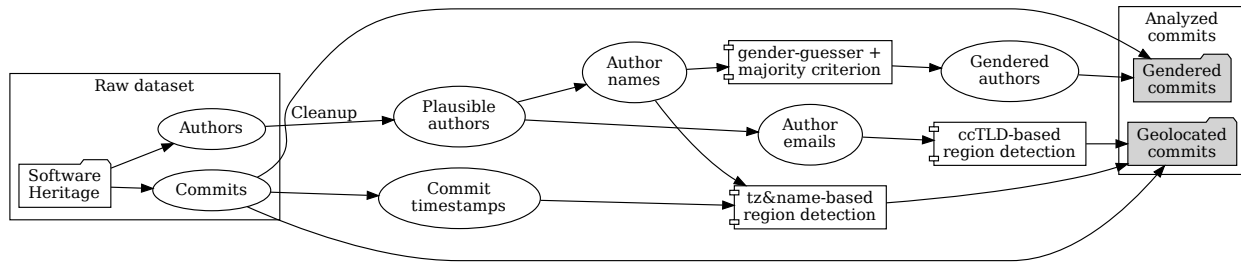 Raw dataset
Software
Heritage
Authors
Commits
Cleanup
Plausible
authors
Commit
timestamps
Author
names
Author
emails
gender-guesser +
majority criterion
tz&name-based
region detection
Gendered
authors
ccTLD-based
region detection
Analyzed
commits
Gendered
commits
Geolocated
commits